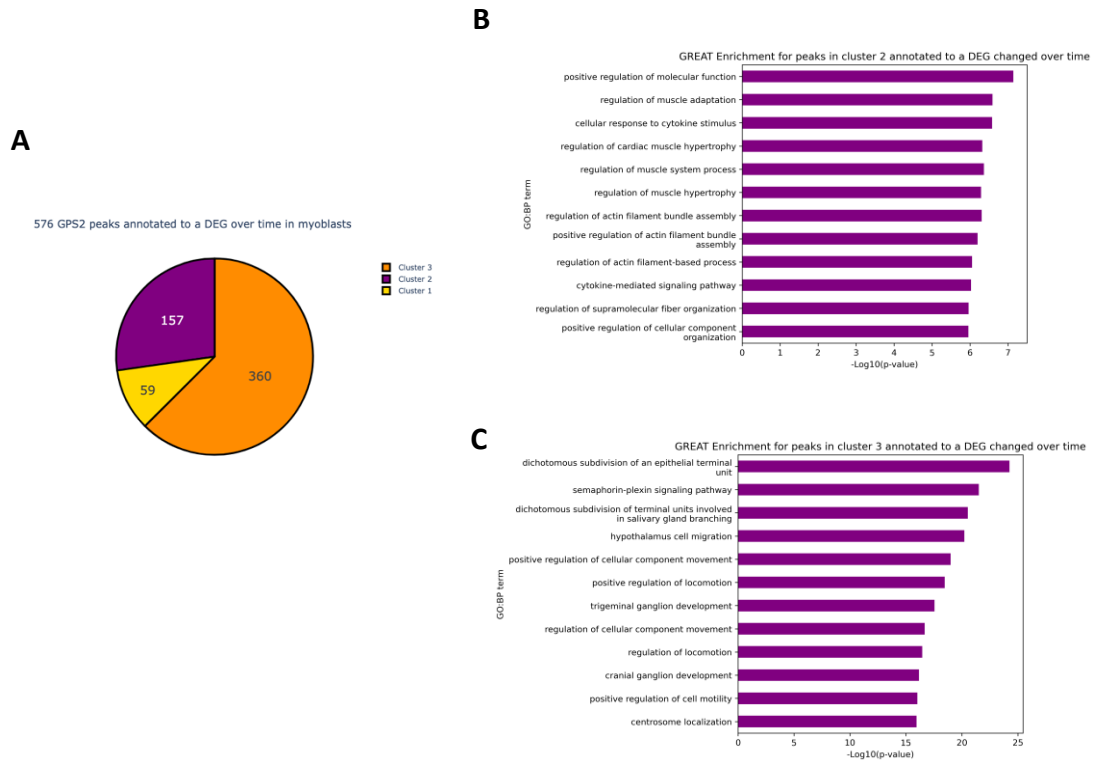 A
576 GPS2 peaks annotated to a DEG over time in myoblasts
Cluster 3
Cluster 2
Cluster 1
157
59
360
B
GREAT Enrichment for peaks in cluster 2 annotated to a DEG changed over time
GO:BP term
positive regulation of molecular function
regulation of muscle adaptation
cellular response to cytokine stimulus
regulation of cardiac muscle hypertrophy
regulation of muscle system process
regulation of muscle hypertrophy
regulation of actin filament bundle assembly
positive regulation of actin filament bundle
assembly
regulation of actin filament-based process
cytokine-mediated signaling pathway
regulation of supramolecular fiber organization
positive regulation of cellular component
organization
0 1 2 3 4 5 6 7
-Log10(p-value)
C
GREAT Enrichment for peaks in cluster 3 annotated to a DEG changed over time
GO:BP term
dichotomous subdivision of an epithelial terminal
unit
semaphorin-plexin signaling pathway
dichotomous subdivision of terminal units involved
in salivary gland branching
hypothalamus cell migration
positive regulation of cellular component movement
positive regulation of locomotion
trigeminal ganglion development
regulation of cellular component movement
regulation of locomotion
cranial ganglion development
positive regulation of cell motility
centrosome localization
0 5 10 15 20 25
-Log10(p-value)